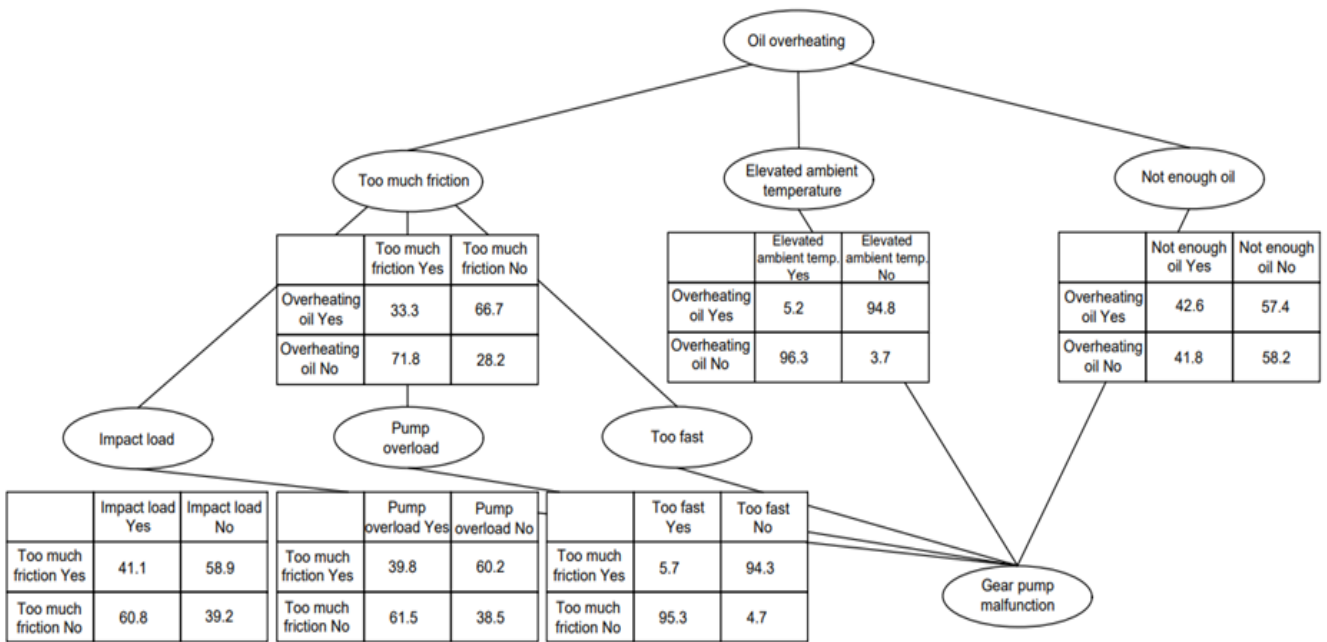 Oil overheating
Too much friction
Elevated ambient
temperature
Not enough oil
Too much
friction Yes
Too much
friction No
Overheating
oil Yes
33.3
66.7
Overheating
oil No
71.8
28.2
Elevated
ambient temp.
Yes
Elevated
ambient temp.
No
Overheating
oil Yes
5.2
94.8
Overheating
oil No
96.3
3.7
Not enough
oil Yes
Not enough
oil No
Overheating
oil Yes
42.6
57.4
Overheating
oil No
41.8
58.2
Impact load
Pump
overload
Too fast
Impact load
Yes
Impact load
No
Too much
friction Yes
41.1
58.9
Too much
friction No
60.8
39.2
Pump
overload Yes
Pump
overload No
Too much
friction Yes
39.8
60.2
Too much
friction No
61.5
38.5
Too fast
Yes
Too fast
No
Too much
friction Yes
5.7
94.3
Too much
friction No
95.3
4.7
Gear pump
malfunction